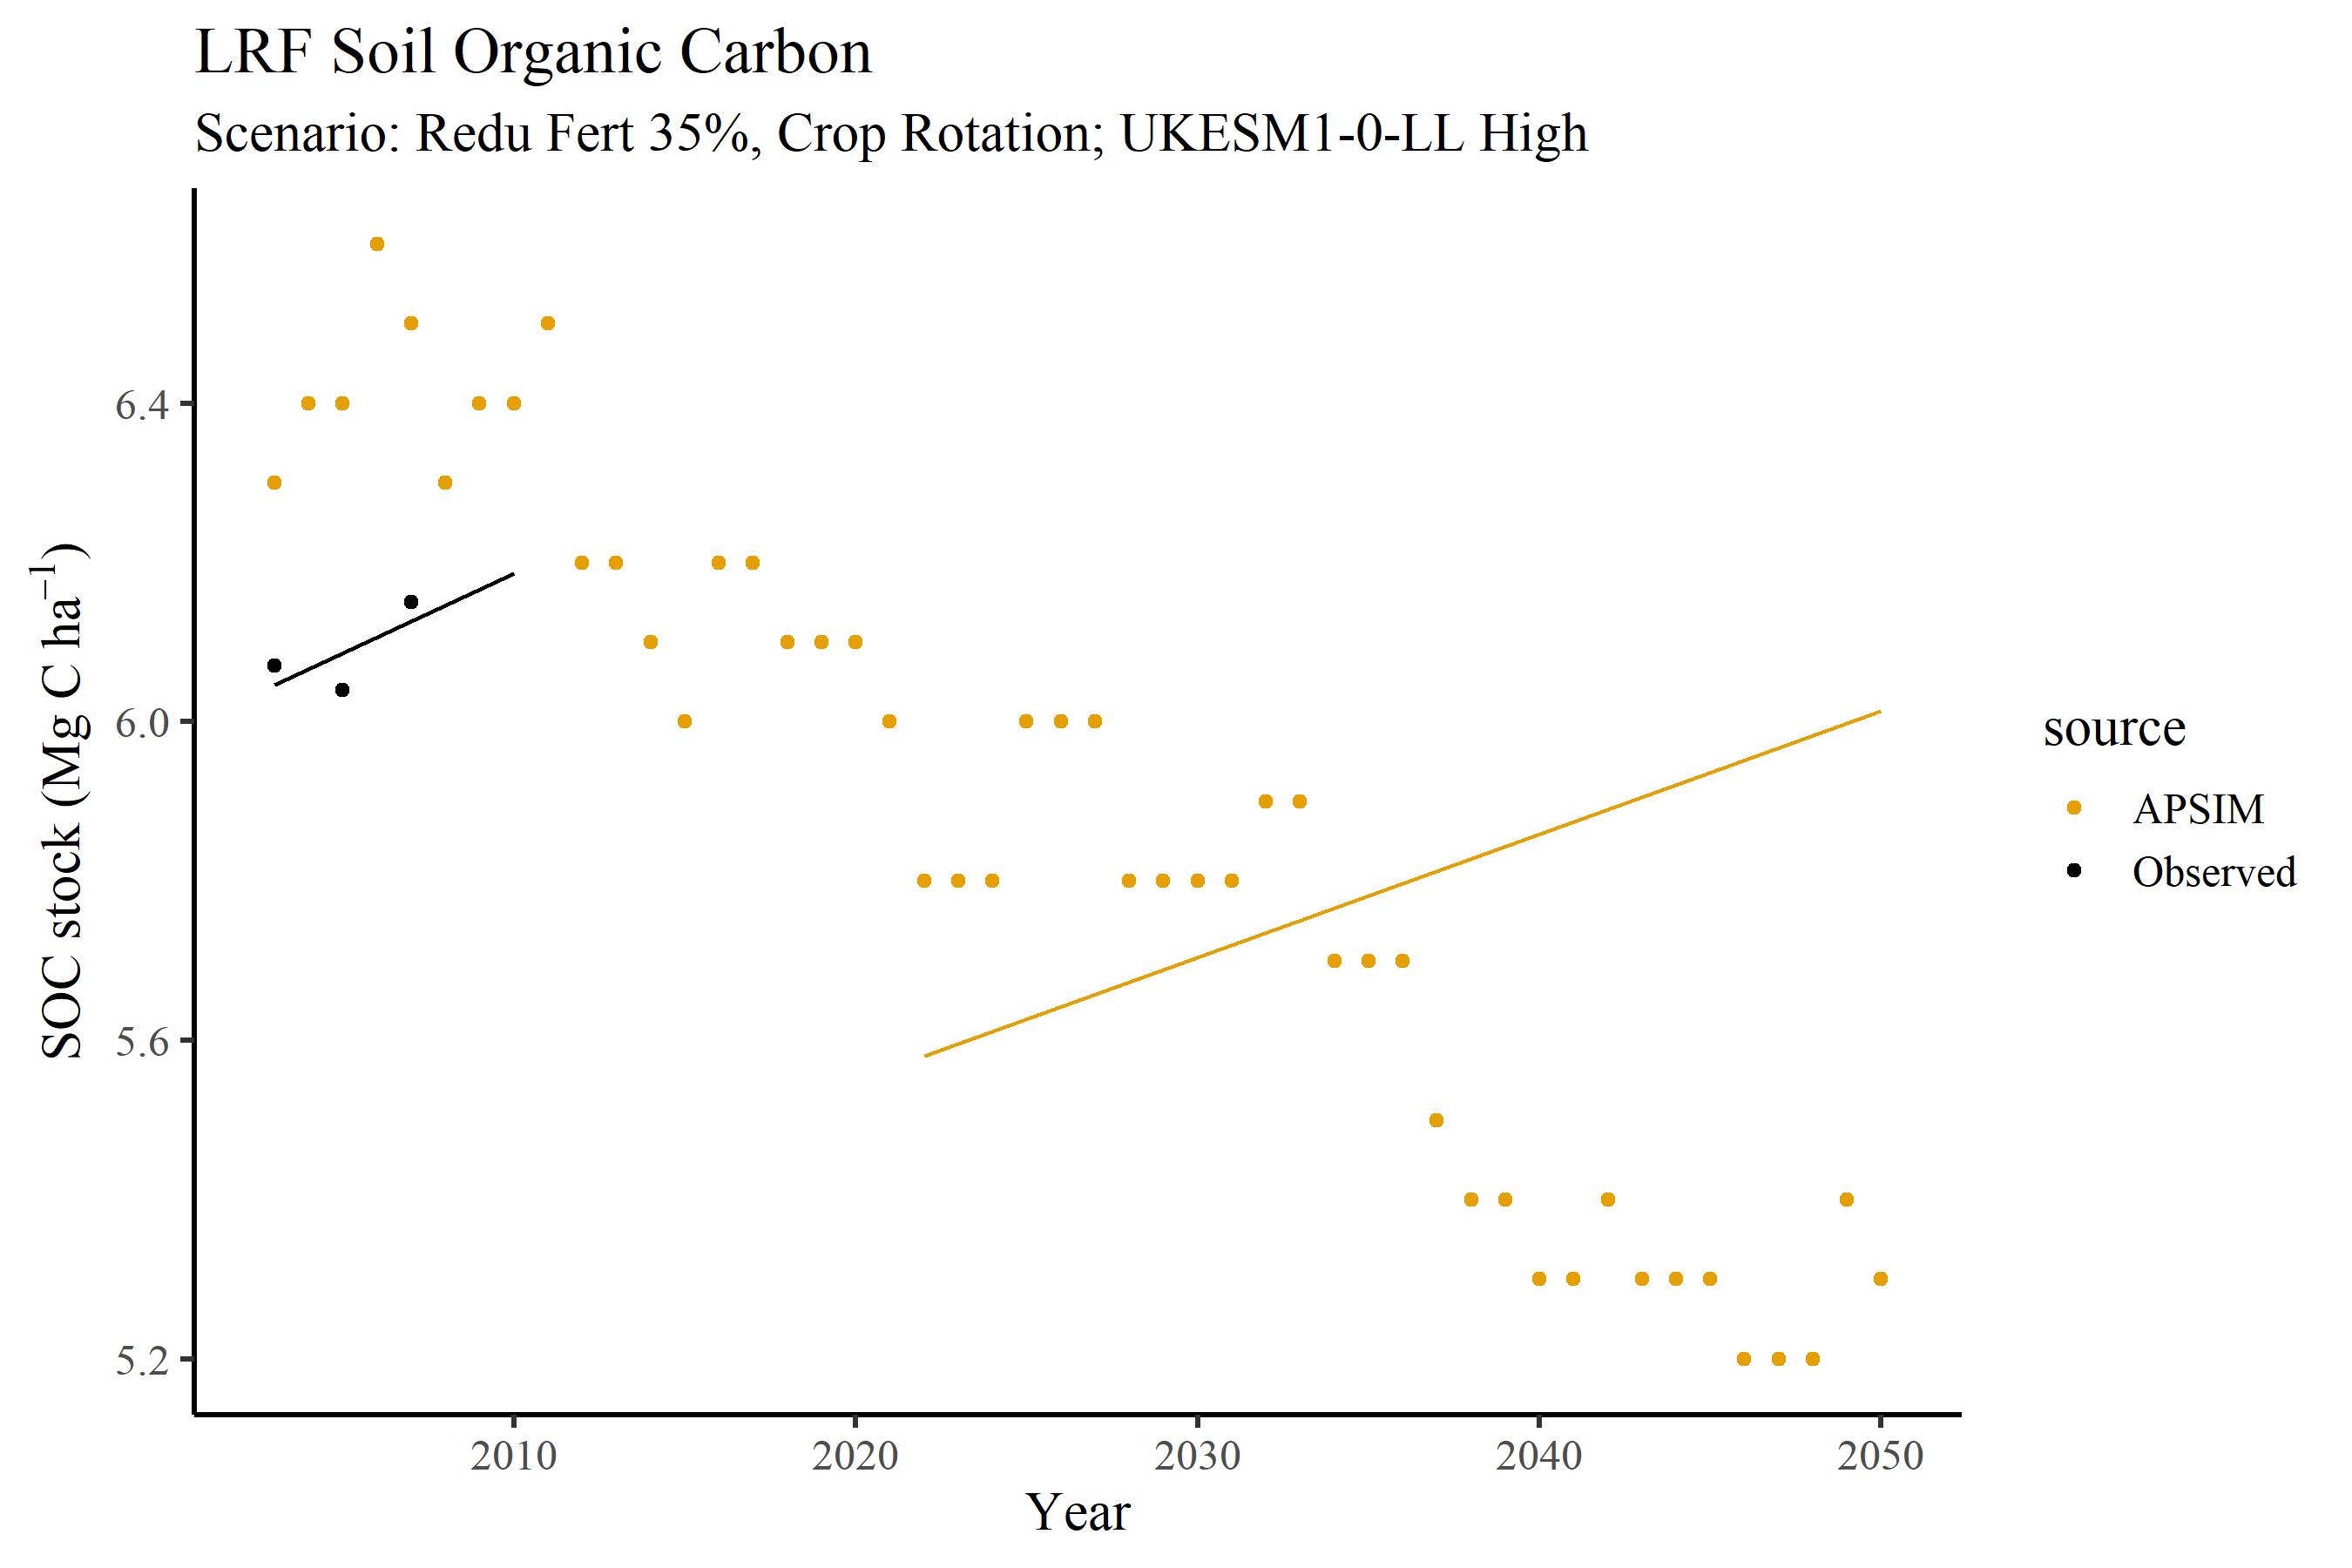 LRF Soil Organic Carbon
Scenario: Redu Fert 35%, Crop Rotation; UKESM1-0-LL High
SOC stock (Mg C ha⁻¹)
6.4
6.0
5.6
5.2
2010 2020 2030 2040 2050
Year
source
APSIM
Observed